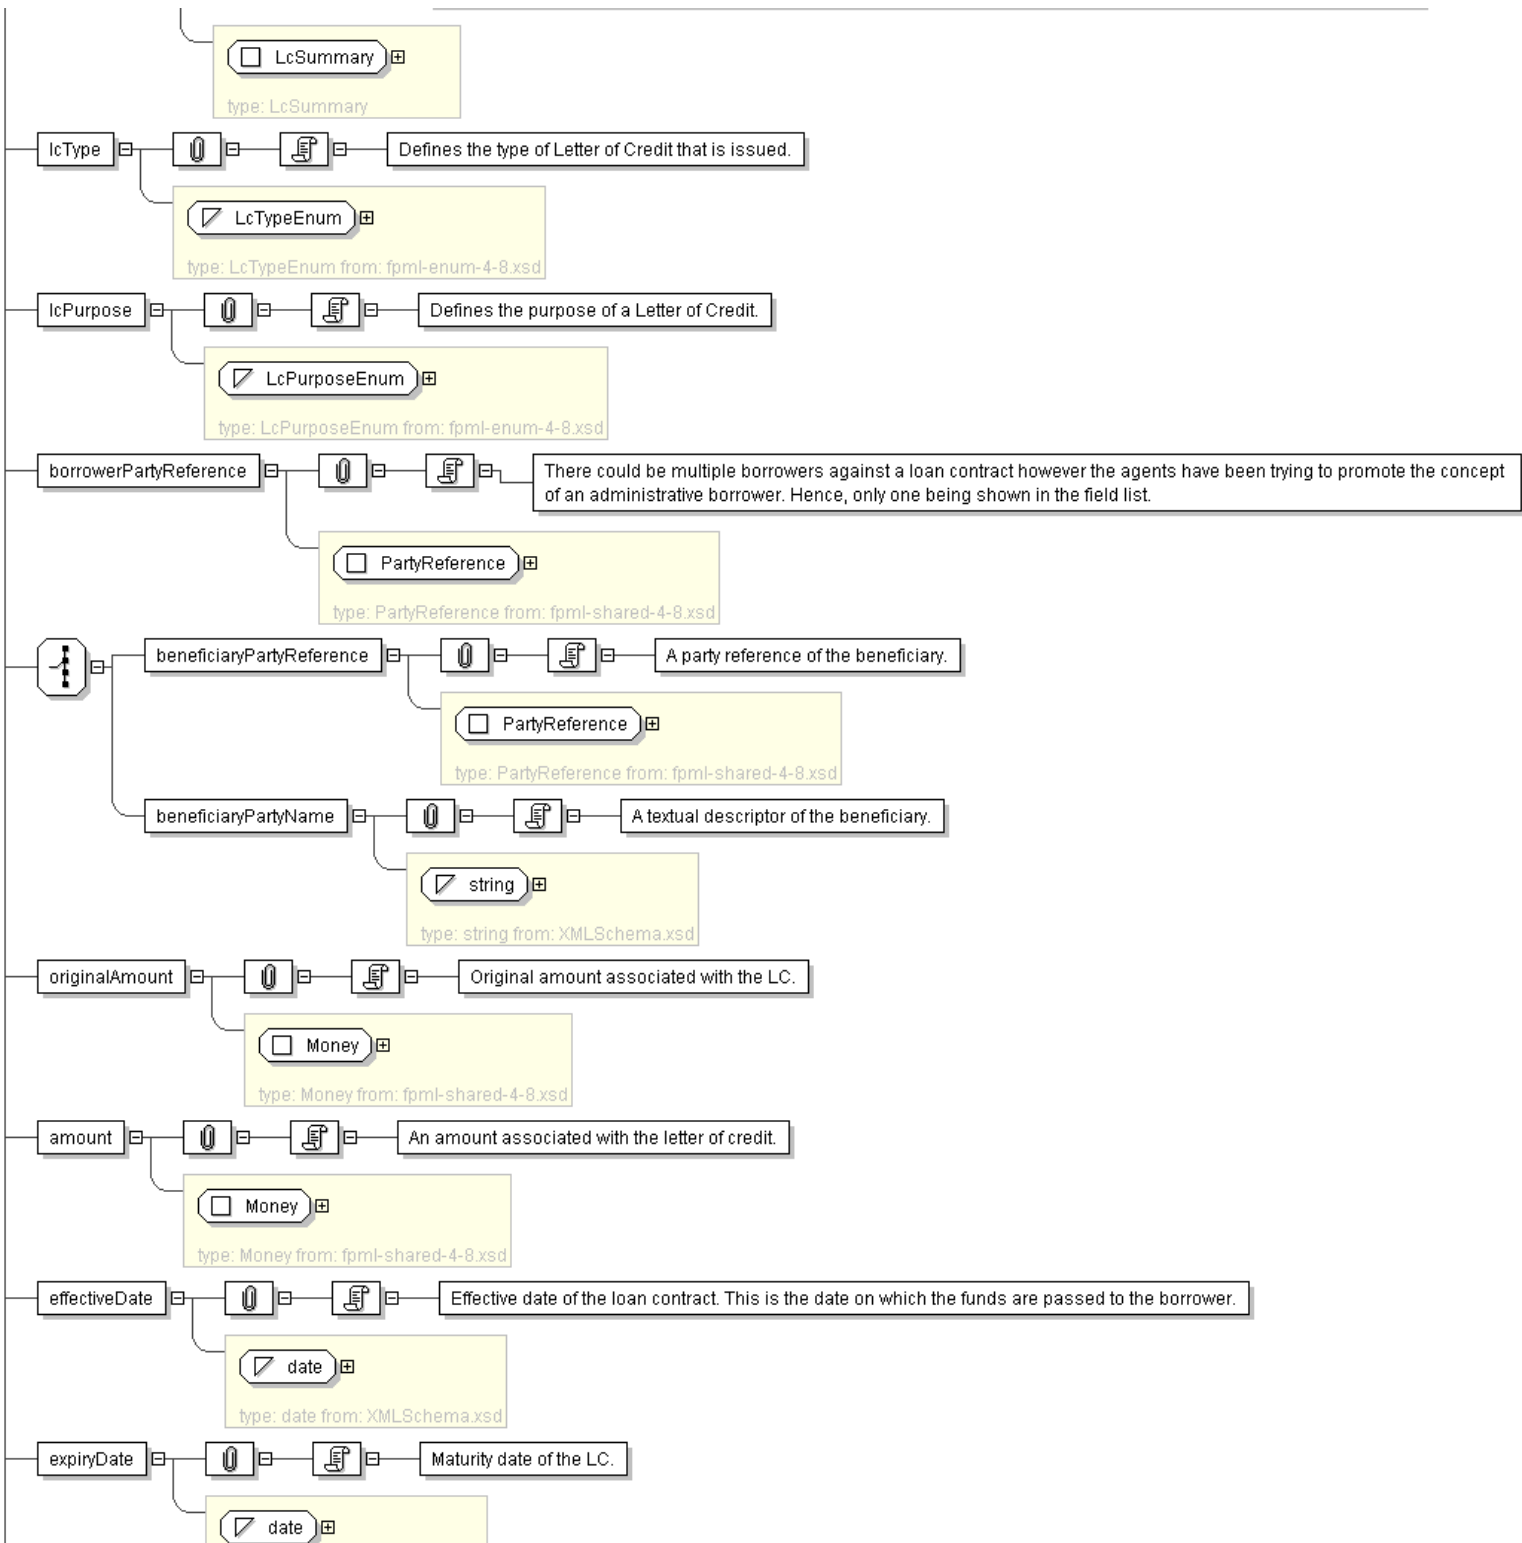 LcSummary
type: LcSummary
lcType
Defines the type of Letter of Credit that is issued.
LcTypeEnum
type: LcTypeEnum from: fpml-enum-4-8.xsd
lcPurpose
Defines the purpose of a Letter of Credit.
LcPurposeEnum
type: LcPurposeEnum from: fpml-enum-4-8.xsd
borrowerPartyReference
There could be multiple borrowers against a loan contract however the agents have been trying to promote the concept
of an administrative borrower. Hence, only one being shown in the field list.
PartyReference
type: PartyReference from: fpml-shared-4-8.xsd
beneficiaryPartyReference
A party reference of the beneficiary.
PartyReference
type: PartyReference from: fpml-shared-4-8.xsd
beneficiaryPartyName
A textual descriptor of the beneficiary.
string
type: string from: XMLSchema.xsd
originalAmount
Original amount associated with the LC.
Money
type: Money from: fpml-shared-4-8.xsd
amount
An amount associated with the letter of credit.
Money
type: Money from: fpml-shared-4-8.xsd
effectiveDate
Effective date of the loan contract. This is the date on which the funds are passed to the borrower.
date
type: date from: XMLSchema.xsd
expiryDate
Maturity date of the LC.
date